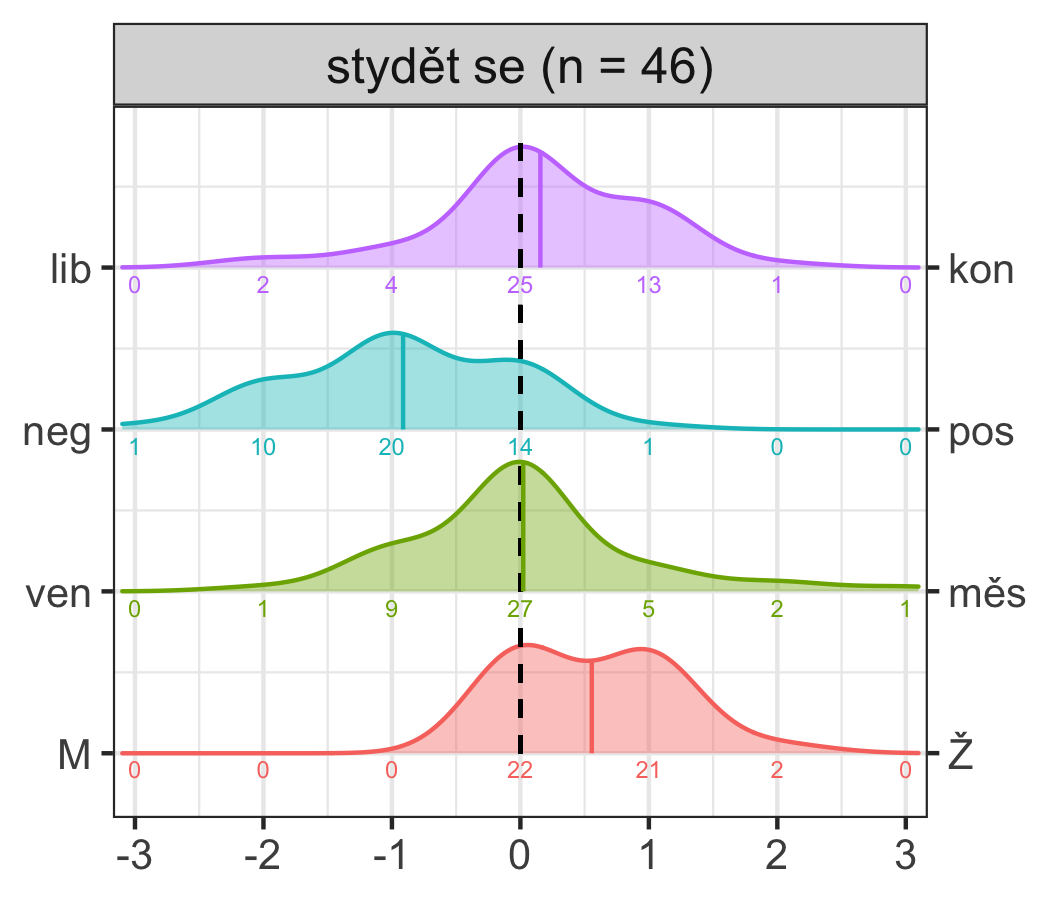 stydět se (n = 46)
lib kon
0 2 4 25 13 1 0
neg pos
1 10 20 14 1 0 0
ven měs
0 1 9 27 5 2 1
M Ž
0 0 0 22 21 2 0
-3 -2 -1 0 1 2 3